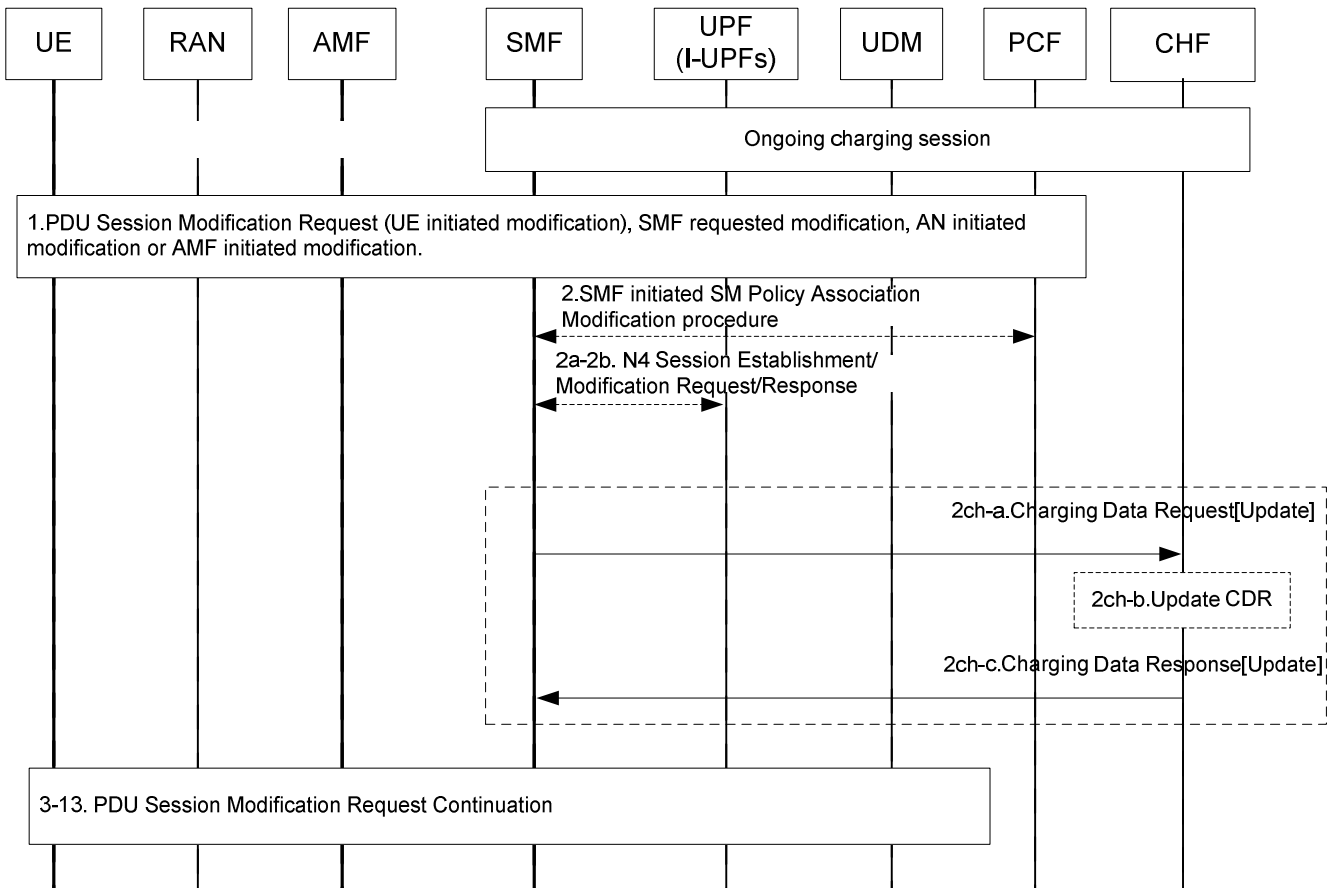 UE
RAN
AMF
SMF
UPF
(I-UPFs)
UDM
PCF
CHF
Ongoing charging session
1.PDU Session Modification Request (UE initiated modification), SMF requested modification, AN initiated
modification or AMF initiated modification.
2.SMF initiated SM Policy Association
Modification procedure
2a-2b. N4 Session Establishment/
Modification Request/Response
2ch-a.Charging Data Request[Update]
2ch-b.Update CDR
2ch-c.Charging Data Response[Update]
3-13. PDU Session Modification Request Continuation